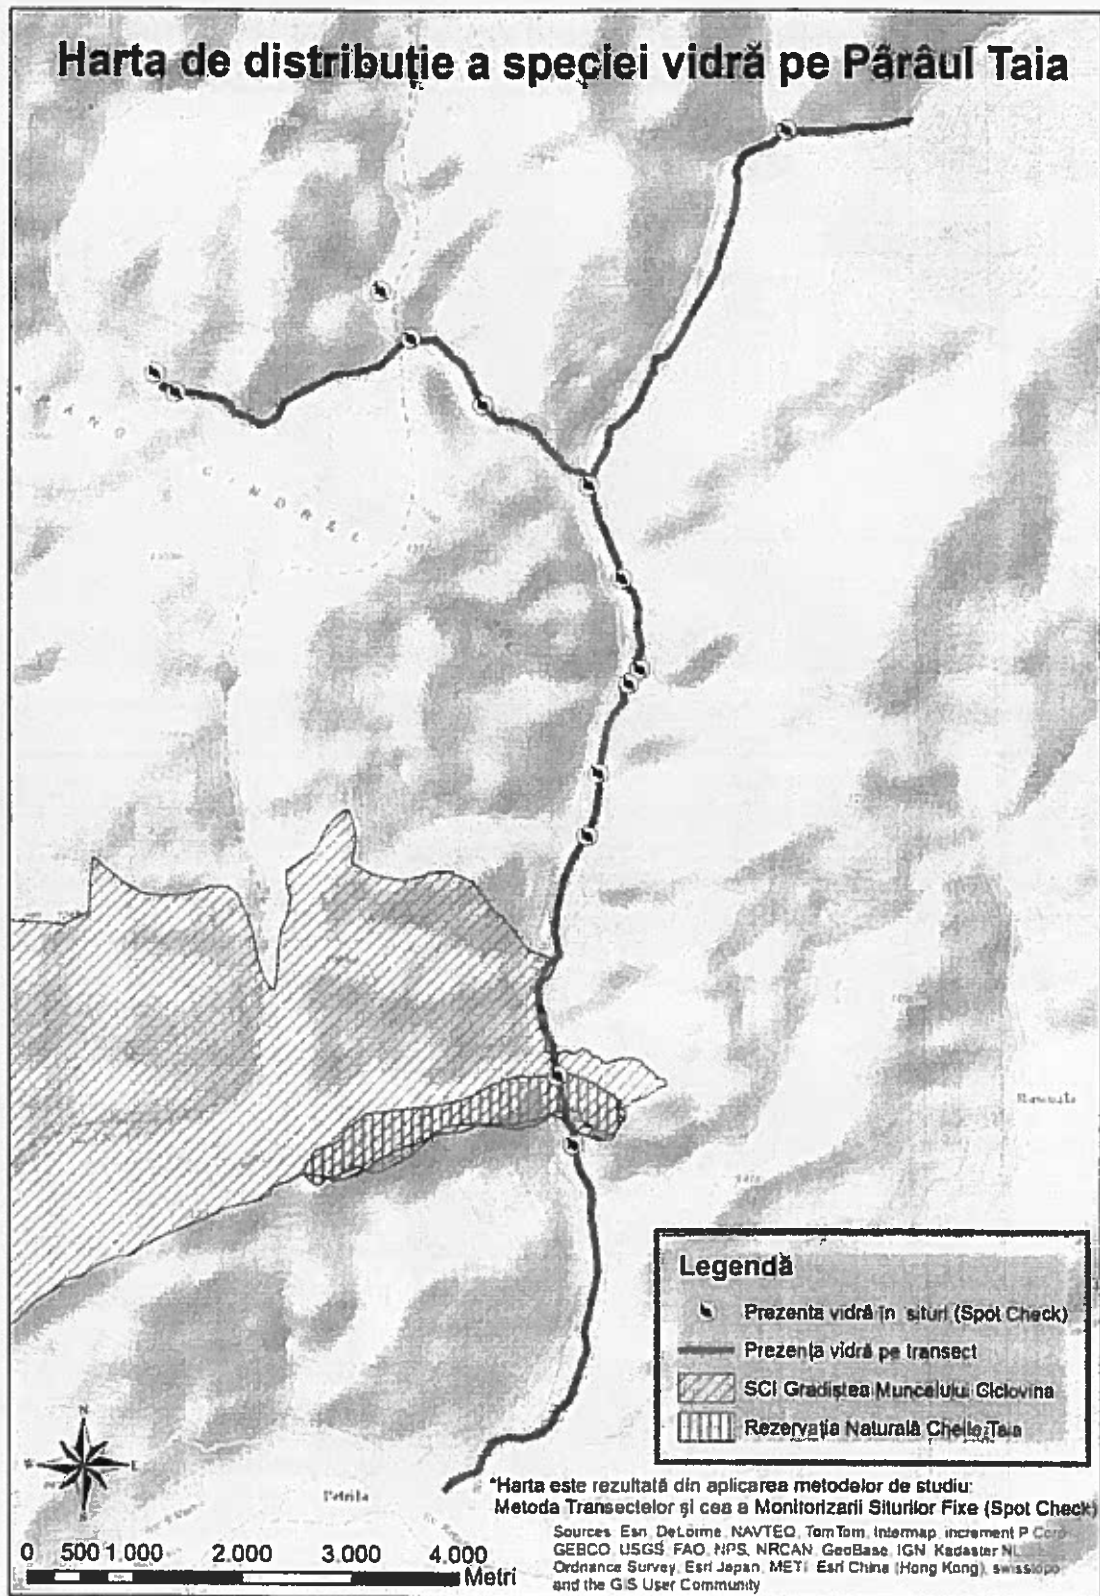 Harta de distribuție a speciei vidră pe Pârâul Taia
CINDREL
Petrila
Legendă
Prezenta vidră în situri (Spot Check)
Prezența vidră pe transect
SCI Gradiștea Muncelului Ciclovina
Rezervația Naturală Cheile Taia
N
E
S
*Harta este rezultată din aplicarea metodelor de studiu:
Metoda Transectelor și cea a Monitorizarii Siturilor Fixe (Spot Check)
Sources: Esri, DeLorme, NAVTEQ, TomTom, Intermap, increment P Corp
GEBCO, USGS, FAO, NPS, NRCAN, GeoBase, IGN, Kadaster NL
Ordnance Survey, Esri Japan, METI, Esri China (Hong Kong), swisstopo
and the GIS User Community
0 500 1.000 2.000 3.000 4.000
Metri